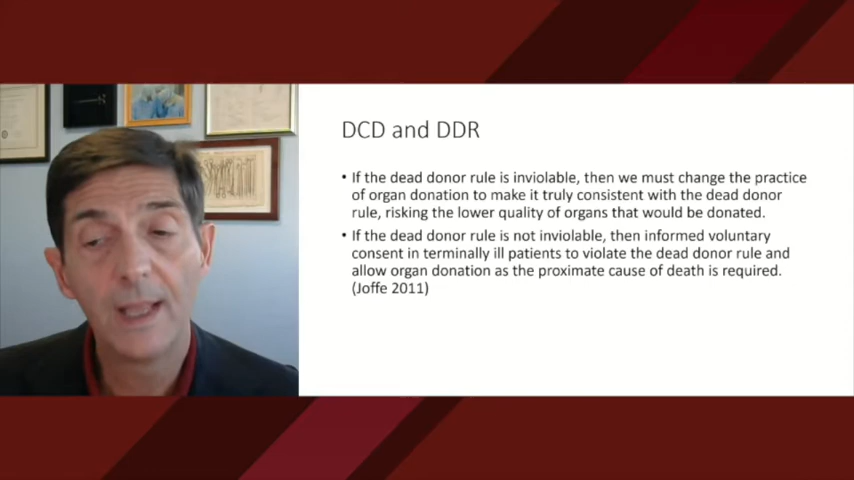 DCD and DDR
• If the dead donor rule is inviolable, then we must change the practice
of organ donation to make it truly consistent with the dead donor
rule, risking the lower quality of organs that would be donated.
• If the dead donor rule is not inviolable, then informed voluntary
consent in terminally ill patients to violate the dead donor rule and
allow organ donation as the proximate cause of death is required.
(Joffe 2011)